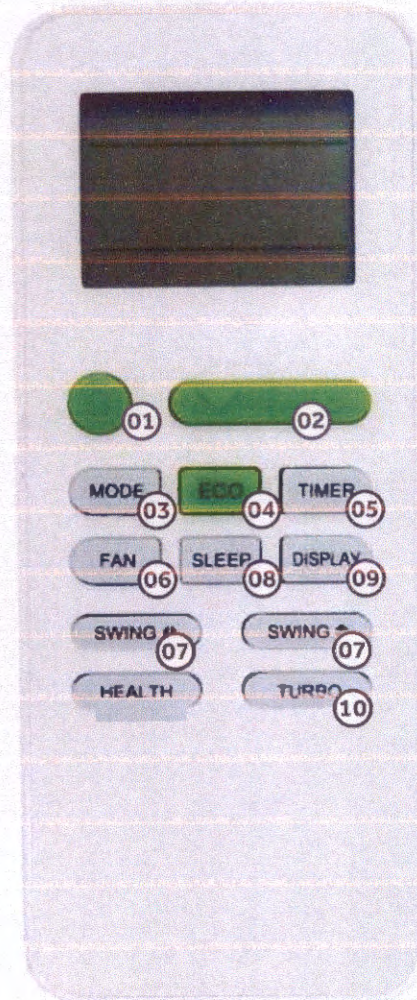 01 02
MODE ECO TIMER
03 04 05
FAN SLEEP DISPLAY
06 08 09
SWING SWING
07 07
HEALTH TURBO
10